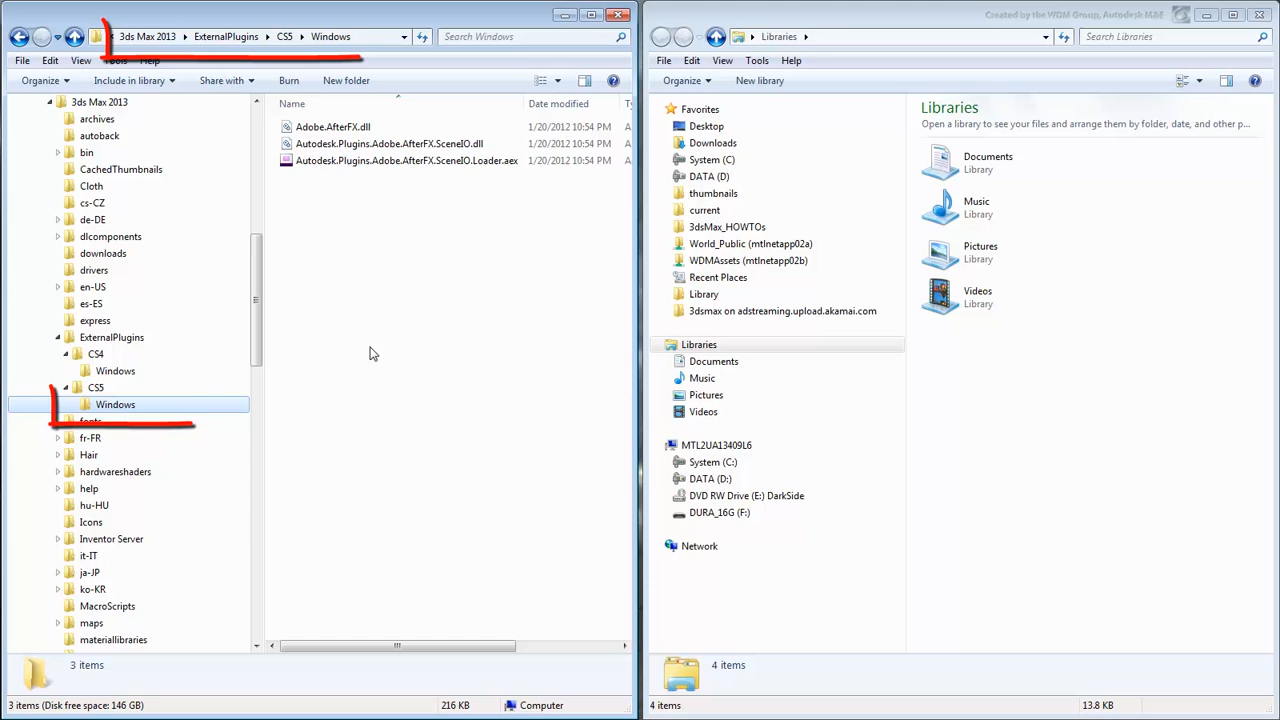 3ds Max 2013 ExternalPlugins CS5 Windows
Search Windows
File Edit View Tools Help
Organize Include in library Share with Burn New folder
3ds Max 2013
archives
autoback
bin
CachedThumbnails
Cloth
cs-CZ
de-DE
dlcomponents
downloads
drivers
en-US
es-ES
express
ExternalPlugins
CS4
Windows
CS5
Windows
fonts
fr-FR
Hair
hardwareshaders
help
hu-HU
Icons
Inventor Server
it-IT
ja-JP
ko-KR
MacroScripts
maps
materiallibraries
Name Date modified Ty
Adobe.AfterFX.dll 1/20/2012 10:54 PM A
Autodesk.Plugins.Adobe.AfterFX.SceneIO.dll 1/20/2012 10:54 PM A
Autodesk.Plugins.Adobe.AfterFX.SceneIO.Loader.aex 1/20/2012 10:54 PM A
3 items
3 items (Disk free space: 146 GB) 216 KB Computer
Created by the WDM Group, Autodesk M&E
Libraries
Search Libraries
File Edit View Tools Help
Organize New library
Favorites
Desktop
Downloads
System (C)
DATA (D)
thumbnails
current
3dsMax_HOWTOs
World_Public (mtlnetapp02a)
WDMAssets (mtlnetapp02b)
Recent Places
Library
3dsmax on adstreaming.upload.akamai.com
Libraries
Documents
Music
Pictures
Videos
MTL2UA13409L6
System (C:)
DATA (D:)
DVD RW Drive (E:) DarkSide
DURA_16G (F:)
Network
Libraries
Open a library to see your files and arrange them by folder, date, and other p...
Documents
Library
Music
Library
Pictures
Library
Videos
Library
4 items
4 items 13.8 KB